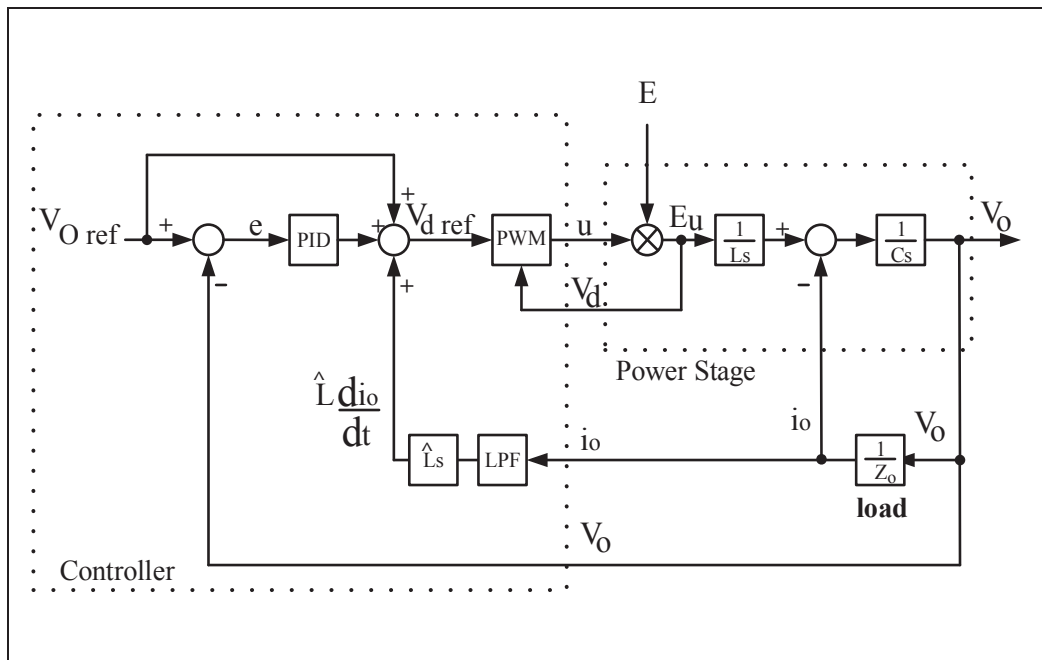 E
V_O ref
+
−
e
PID
+
+
+
V_d ref
PWM
u
V_d
Eu
1/Ls
+
−
1/Cs
V_o
Power Stage
L̂ di_o/dt
L̂s
LPF
i_o
i_o
1/Z_o
V_o
load
V_o
Controller